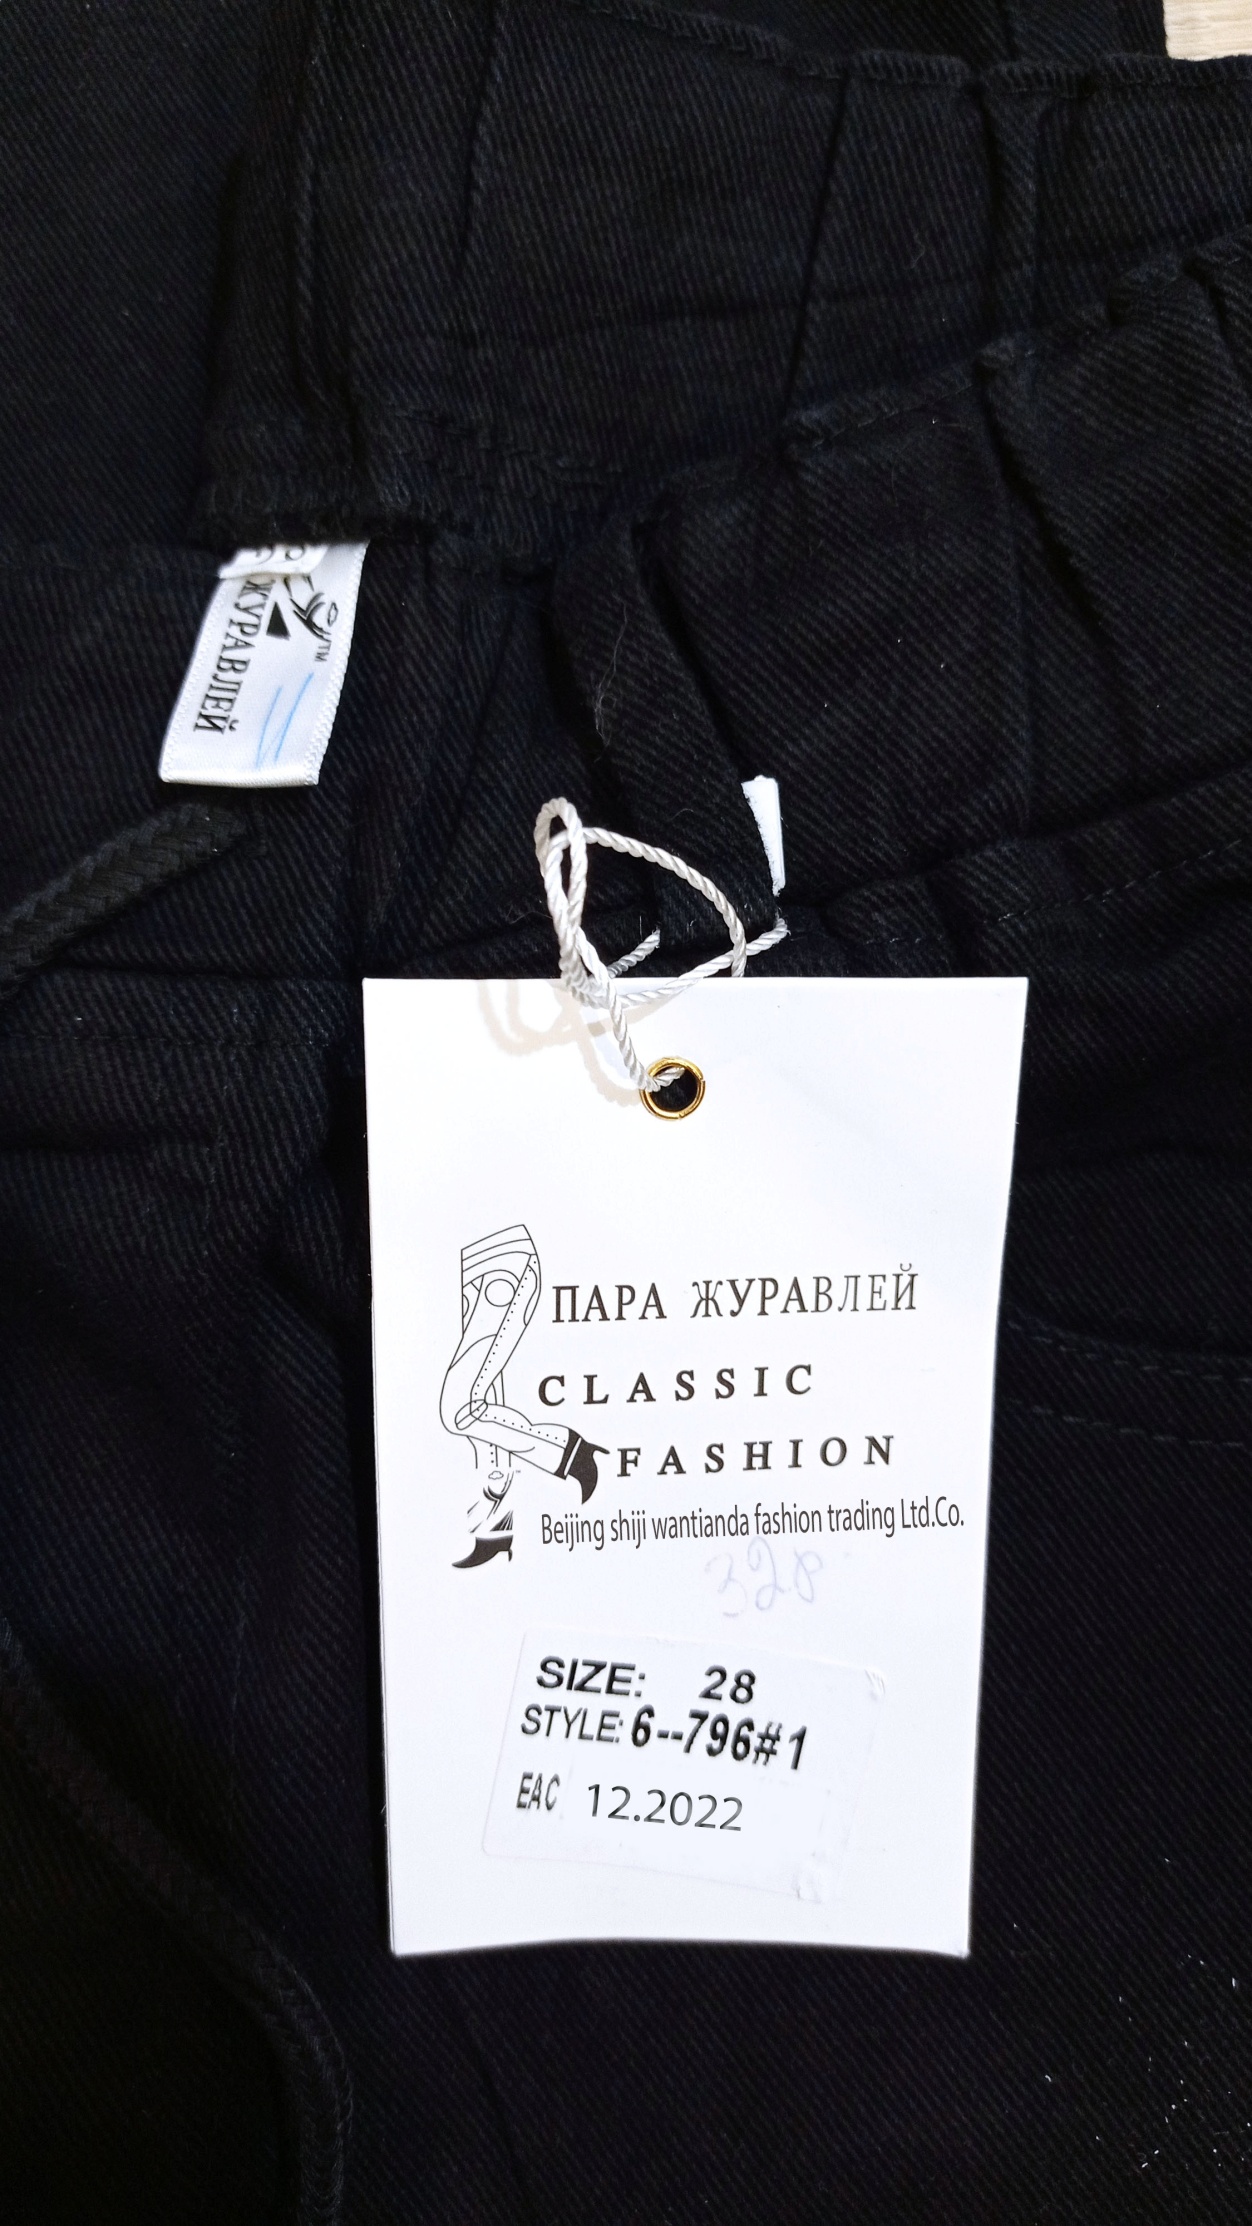 ЖУРАВЛЕЙ
TM
ПАРА ЖУРАВЛЕЙ
CLASSIC
FASHION
Beijing shiji wantianda fashion trading Ltd.Co.
328
SIZE: 28
STYLE: 6--796#1
EAC 12.2022